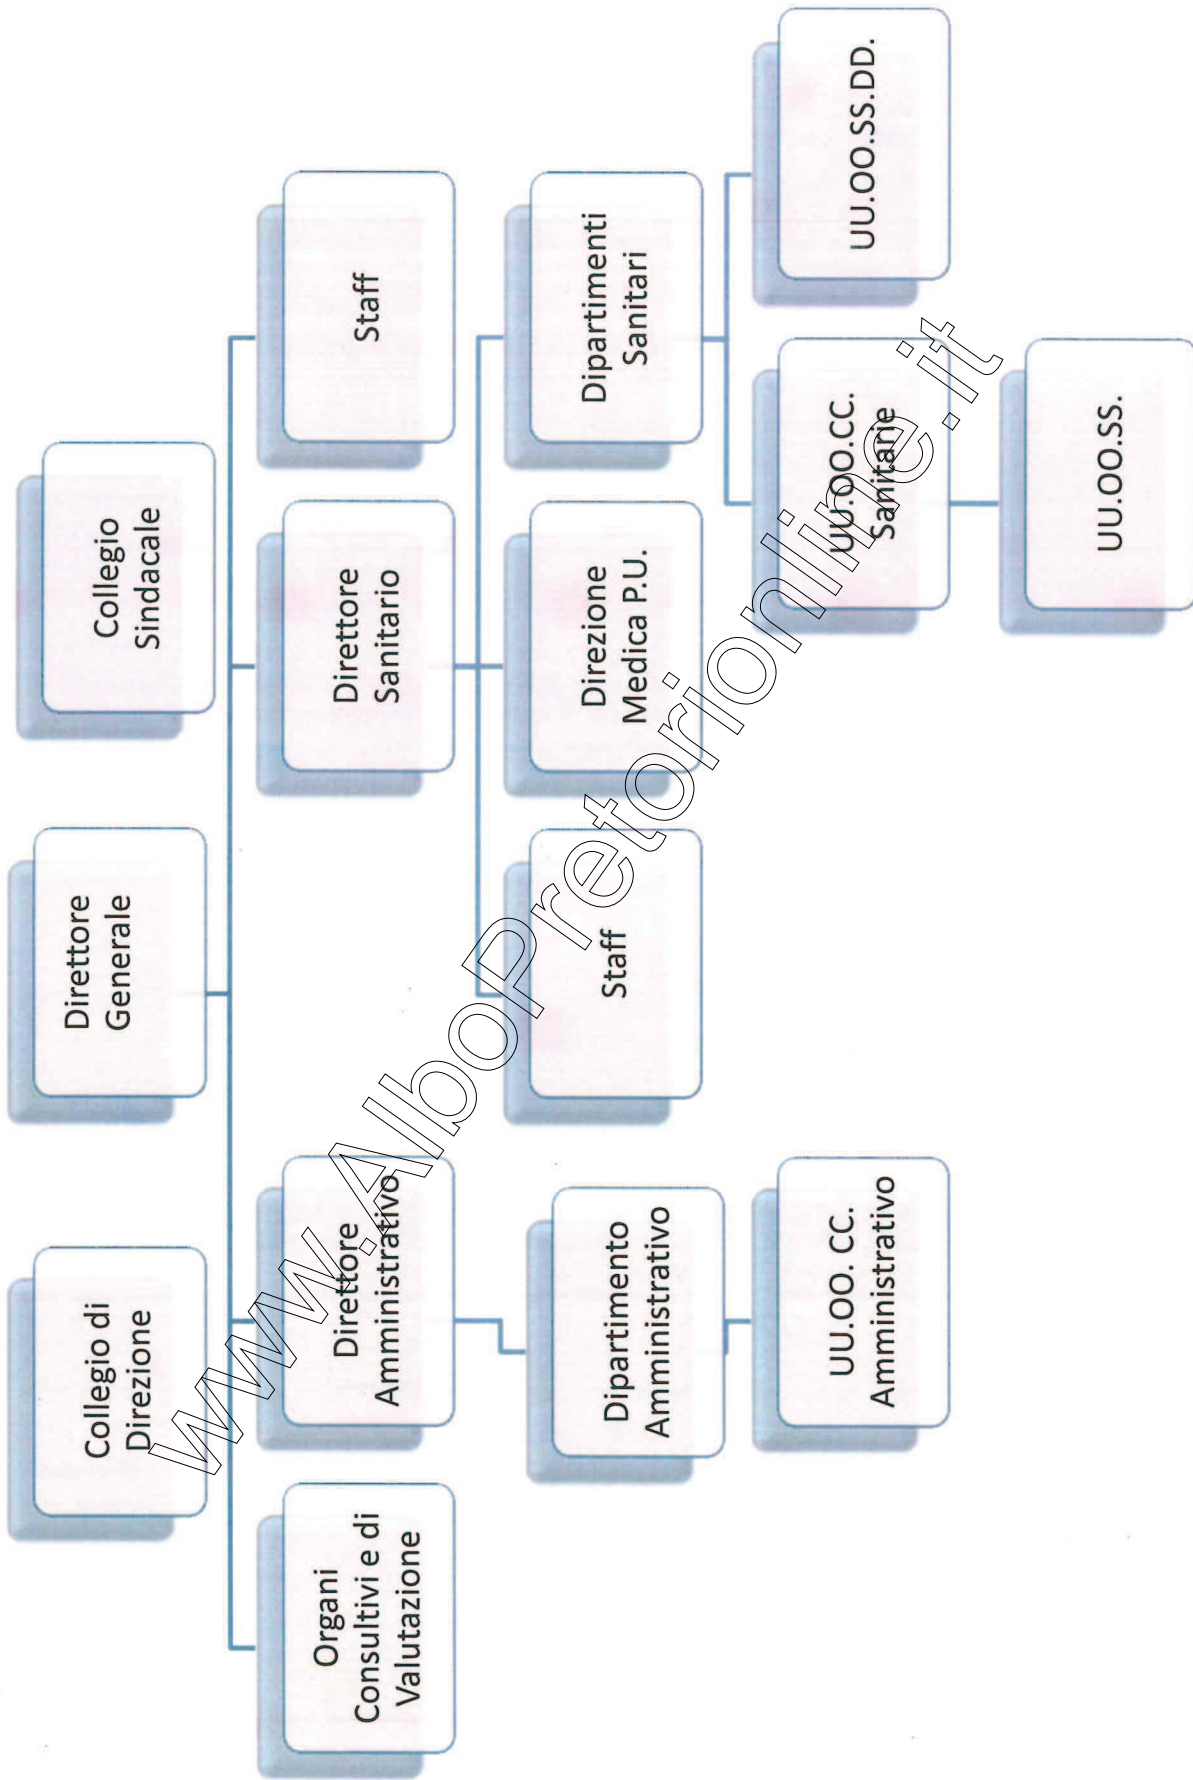 Collegio di
Direzione
Direttore
Generale
Collegio
Sindacale
Organi
Consultivi e di
Valutazione
Direttore
Amministrativo
Direttore
Sanitario
Staff
Dipartimento
Amministrativo
Staff
Direzione
Medica P.U.
Dipartimenti
Sanitari
UU.OO. CC.
Amministrativo
UU.OO.CC.
Sanitarie
UU.OO.SS.DD.
UU.OO.SS.
www.AlboPretorionline.it